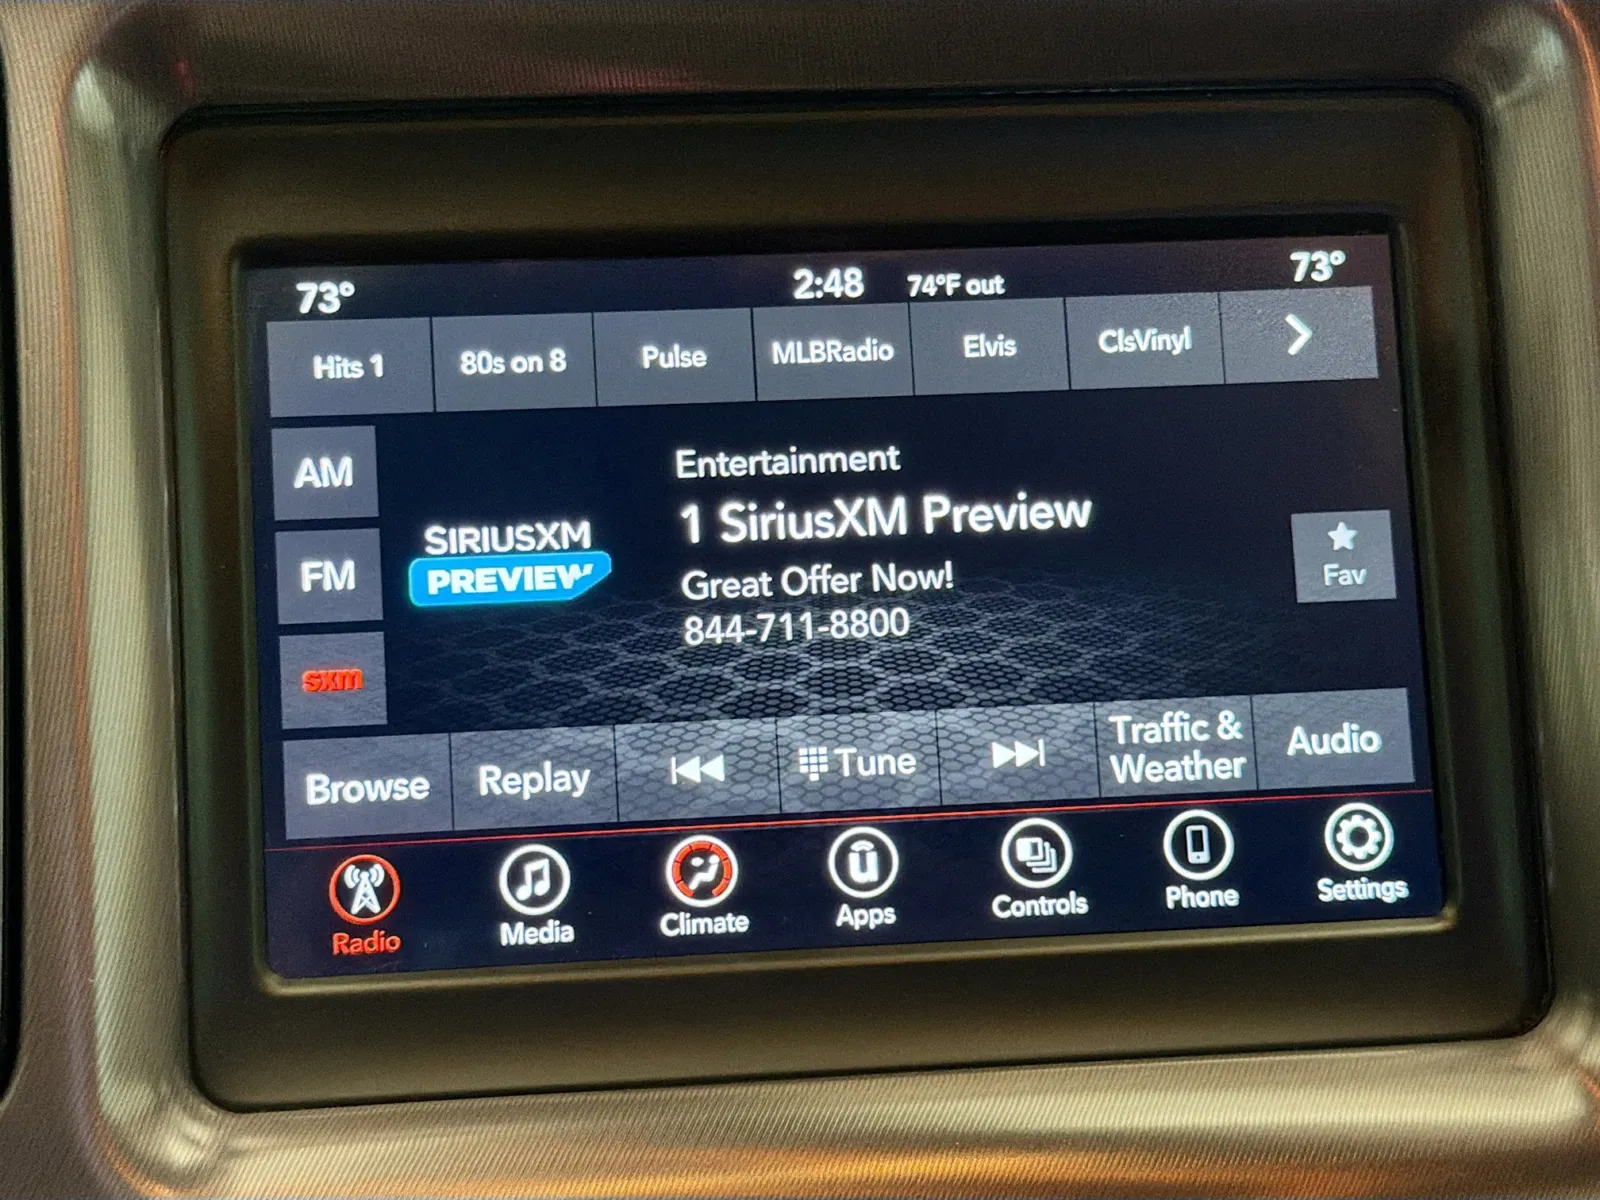 73° 2:48 74°F out 73°
Hits 1 80s on 8 Pulse MLBRadio Elvis ClsVinyl
AM
FM
sxm
SIRIUSXM
PREVIEW
Entertainment
1 SiriusXM Preview
Great Offer Now!
844-711-8800
Fav
Browse Replay Tune Traffic & Weather Audio
Radio Media Climate Apps Controls Phone Settings